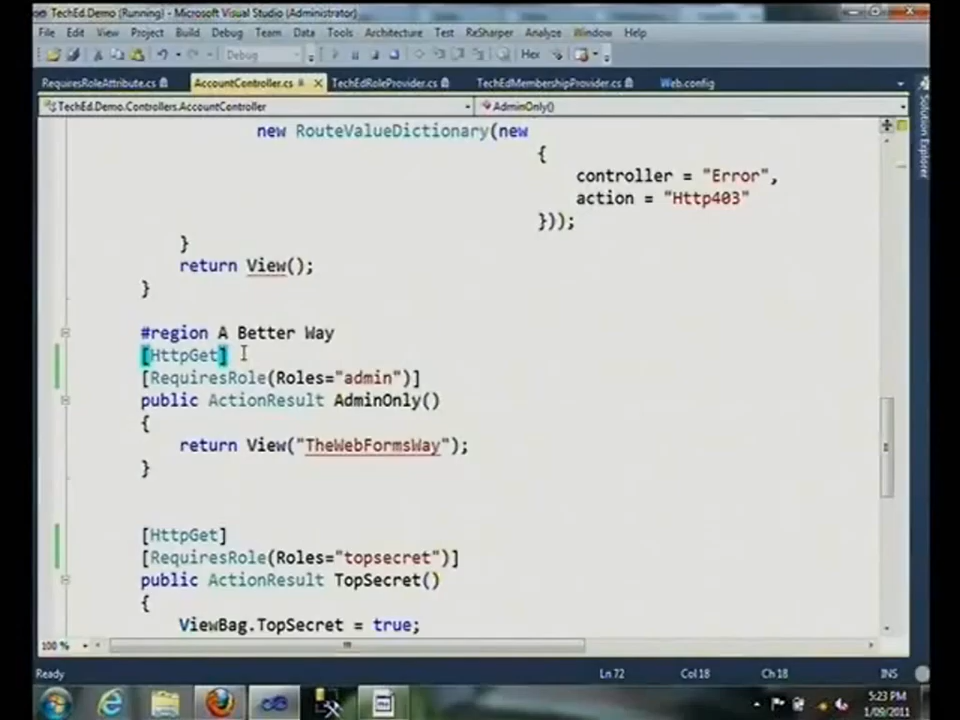 TechEd.Demo (Running) - Microsoft Visual Studio (Administrator)
File Edit View Project Build Debug Team Data Tools Architecture Test ReSharper Analyze Window Help
Debug Hex
RequiresRoleAttribute.cs AccountController.cs TechEdRoleProvider.cs TechEdMembershipProvider.cs Web.config
TechEd.Demo.Controllers.AccountController AdminOnly()
Solution Explorer
new RouteValueDictionary(new
{
controller = "Error",
action = "Http403"
}));
}
return View();
}
#region A Better Way
[HttpGet]
[RequiresRole(Roles="admin")]
public ActionResult AdminOnly()
{
return View("TheWebFormsWay");
}
[HttpGet]
[RequiresRole(Roles="topsecret")]
public ActionResult TopSecret()
{
ViewBag.TopSecret = true;
100 %
Ready Ln 72 Col 18 Ch 18 INS
5:23 PM
1/09/2011